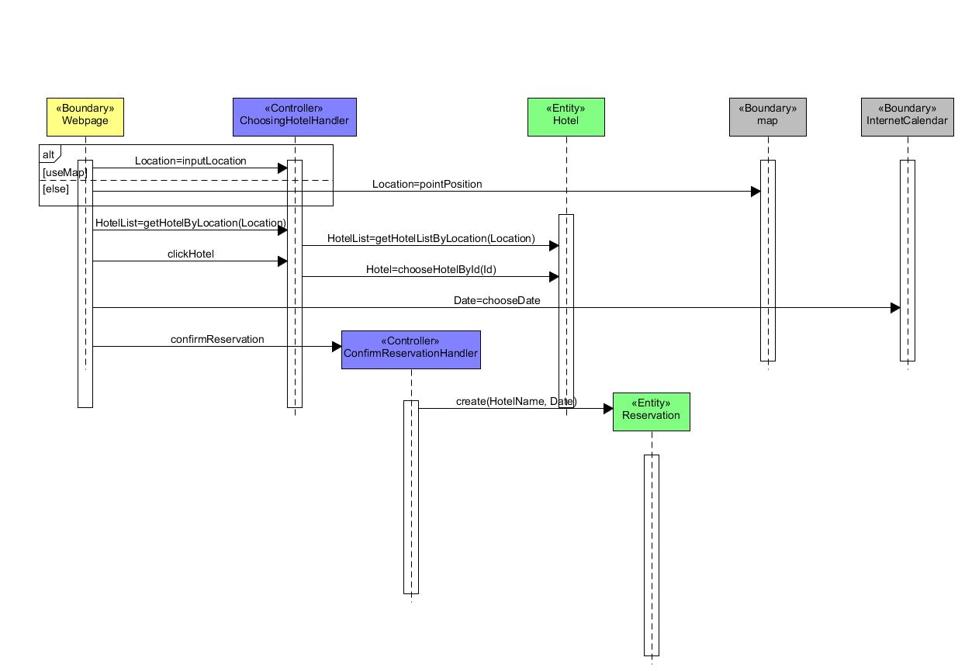 «Boundary»
Webpage
«Controller»
ChoosingHotelHandler
«Entity»
Hotel
«Boundary»
map
«Boundary»
InternetCalendar
alt
Location=inputLocation
[useMap]
[else]
Location=pointPosition
HotelList=getHotelByLocation(Location)
HotelList=getHotelListByLocation(Location)
clickHotel
Hotel=chooseHotelById(Id)
Date=chooseDate
confirmReservation
«Controller»
ConfirmReservationHandler
create(HotelName, Date)
«Entity»
Reservation